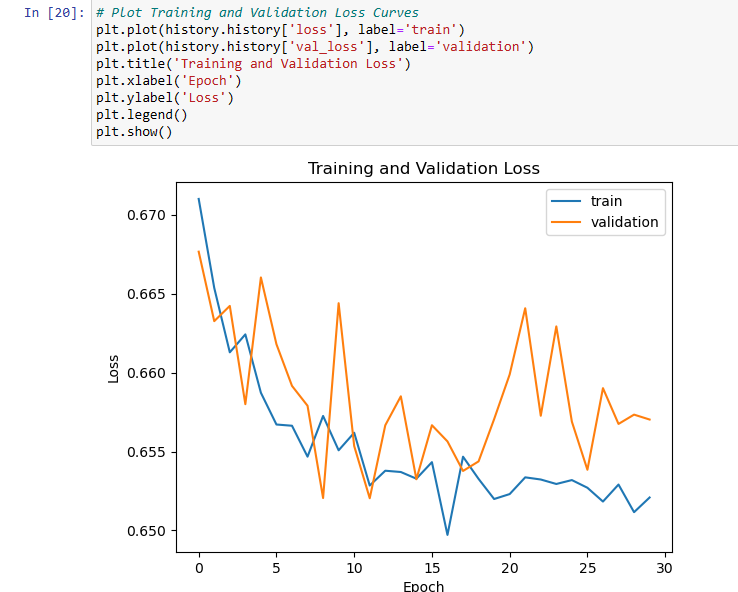 In [20]: # Plot Training and Validation Loss Curves
plt.plot(history.history['loss'], label='train')
plt.plot(history.history['val_loss'], label='validation')
plt.title('Training and Validation Loss')
plt.xlabel('Epoch')
plt.ylabel('Loss')
plt.legend()
plt.show()
Training and Validation Loss
train
validation
0.670
0.665
0.660
0.655
0.650
Loss
0 5 10 15 20 25 30
Epoch